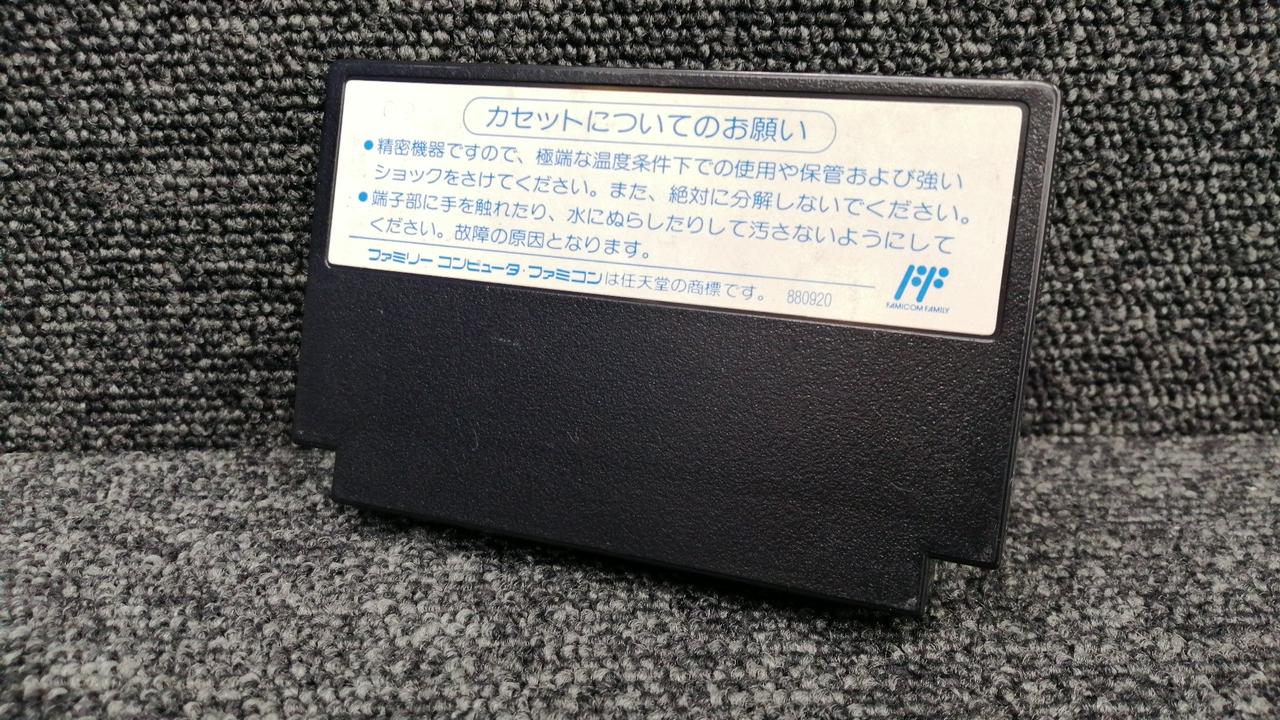 カセットについてのお願い
●精密機器ですので、極端な温度条件下での使用や保管および強い
ショックをさけてください。また、絶対に分解しないでください。
●端子部に手を触れたり、水にぬらしたりして汚さないようにして
ください。故障の原因となります。
ファミリーコンピュータ・ファミコンは任天堂の商標です。 880920
FAMICOM FAMILY